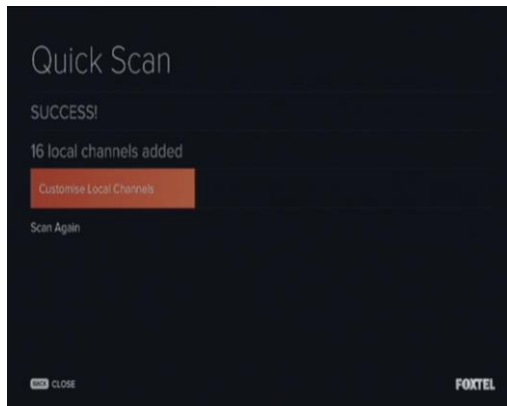 Quick Scan
SUCCESS!
16 local channels added
Customise Local Channels
Scan Again
BACK CLOSE
FOXTEL